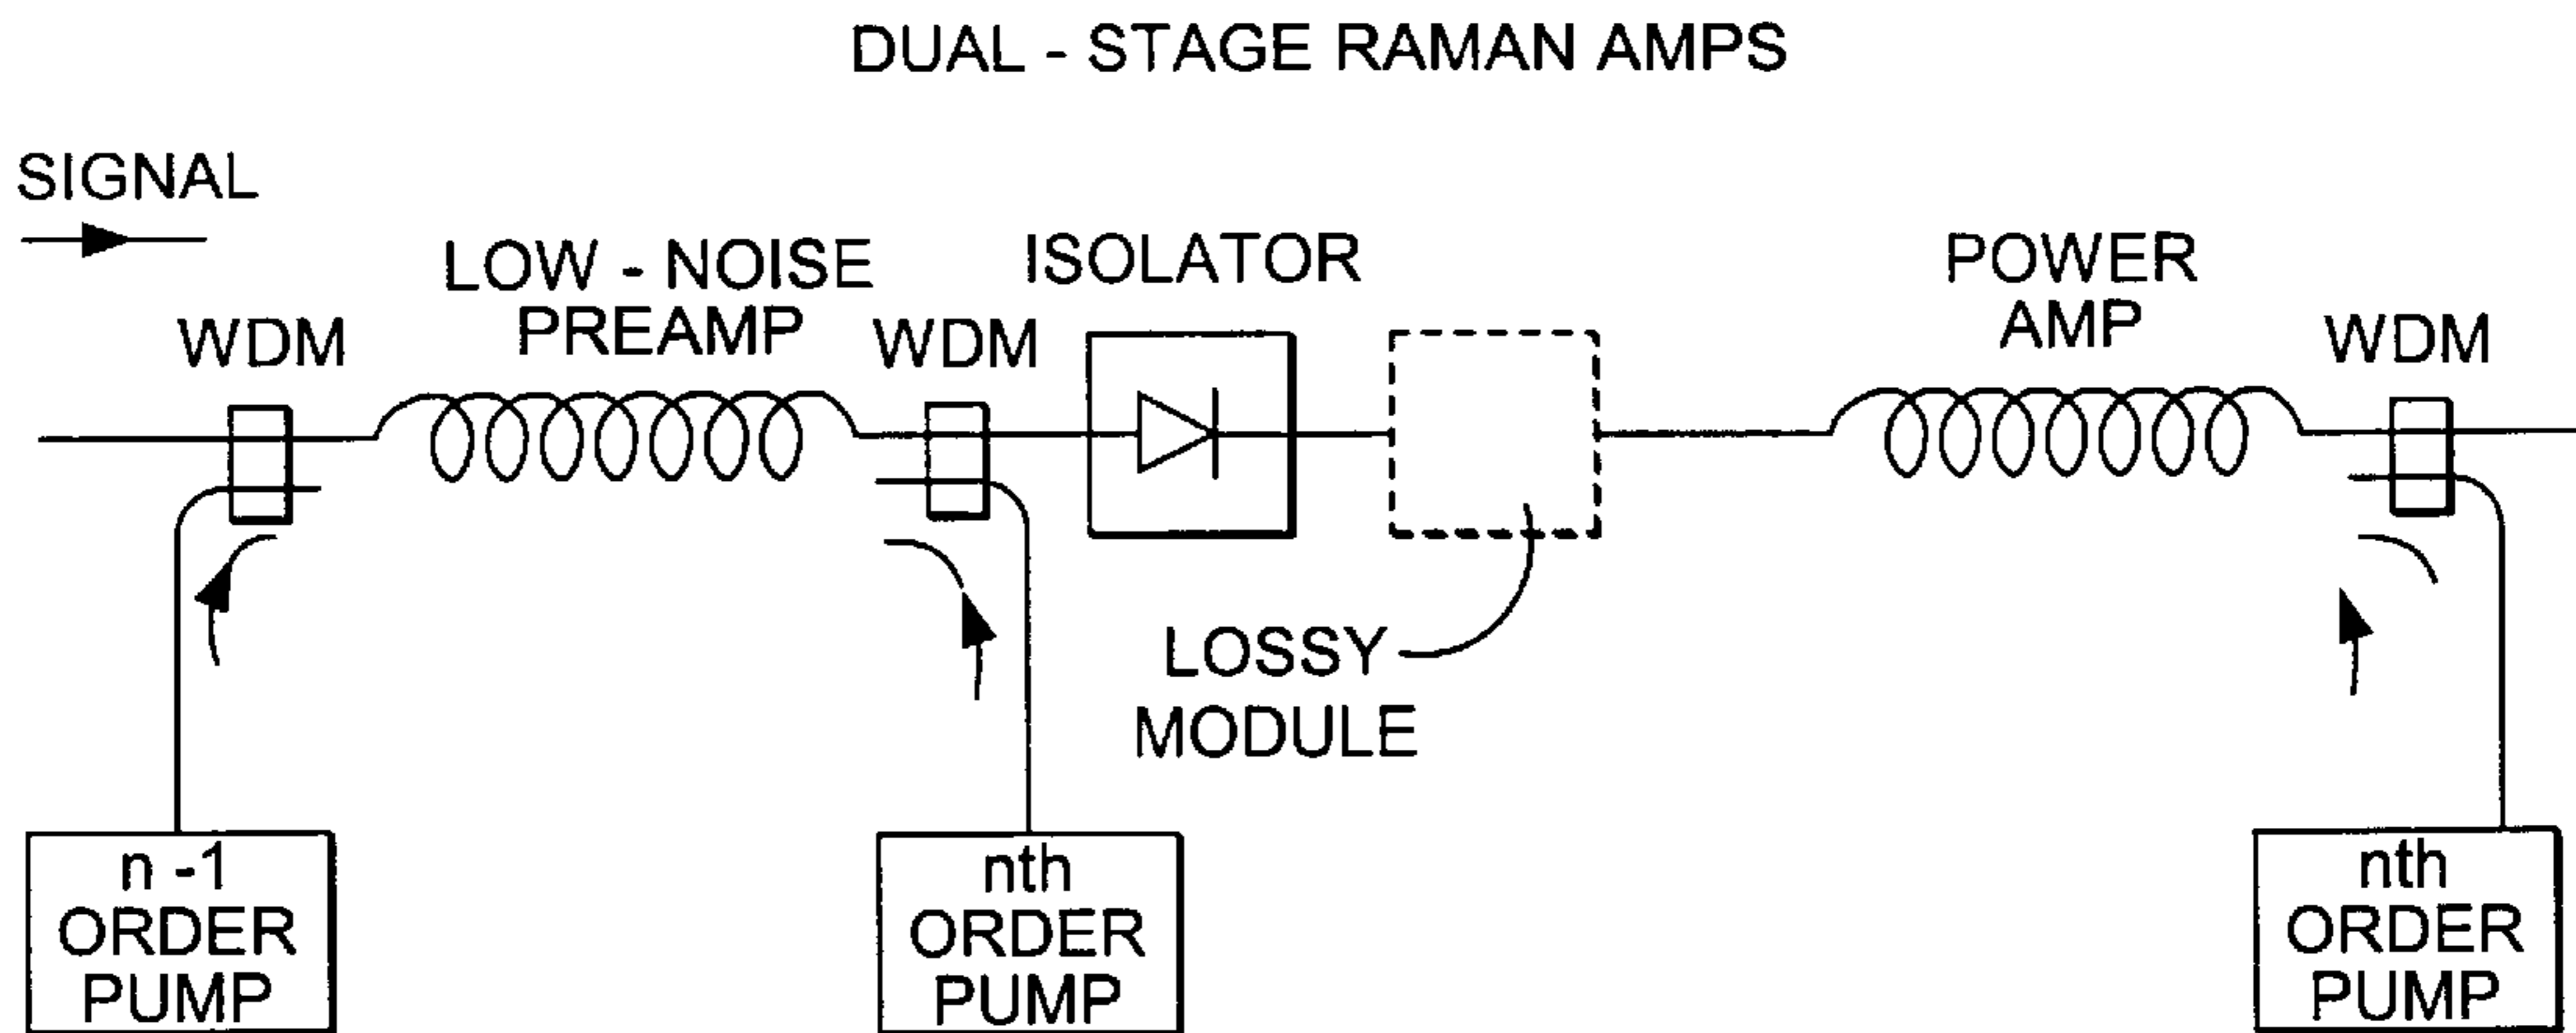 DUAL - STAGE RAMAN AMPS
SIGNAL
LOW - NOISE
PREAMP
ISOLATOR
POWER
AMP
WDM
WDM
WDM
LOSSY
MODULE
n -1
ORDER
PUMP
nth
ORDER
PUMP
nth
ORDER
PUMP